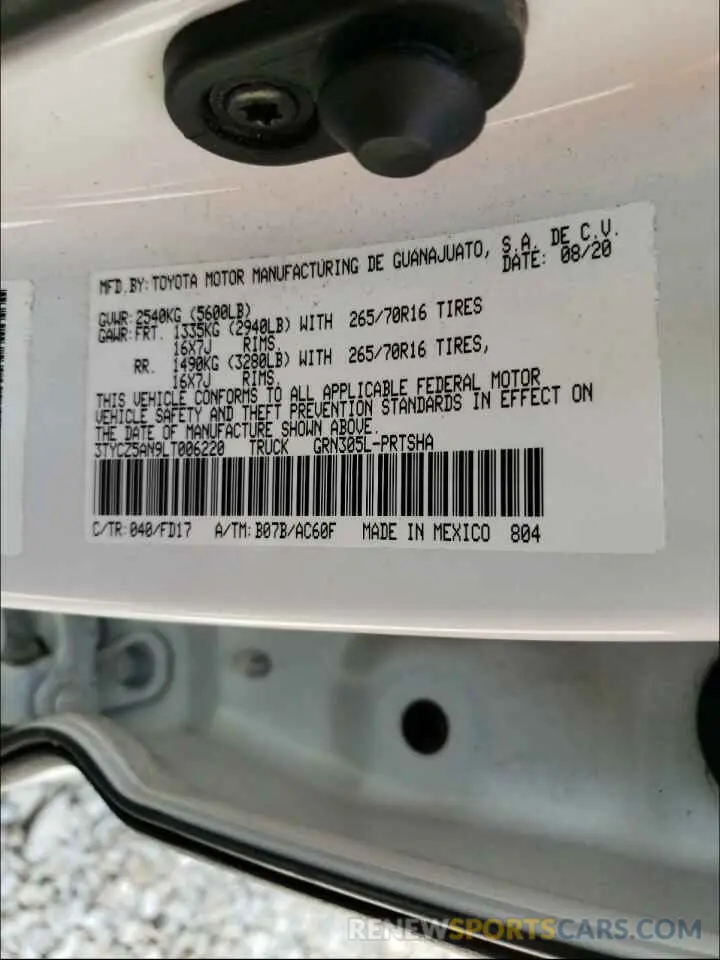 MFD.BY:TOYOTA MOTOR MANUFACTURING DE GUANAJUATO, S.A. DE C.V.
DATE: 08/20
GVWR:2540KG (5600LB)
GAWR:FRT. 1335KG (2940LB) WITH 265/70R16 TIRES
16X7J RIMS,
RR. 1490KG (3280LB) WITH 265/70R16 TIRES,
16X7J RIMS,
THIS VEHICLE CONFORMS TO ALL APPLICABLE FEDERAL MOTOR
VEHICLE SAFETY AND THEFT PREVENTION STANDARDS IN EFFECT ON
THE DATE OF MANUFACTURE SHOWN ABOVE.
3TYCZ5AN9LT006220 TRUCK GRN305L-PRTSHA
C/TR:040/FD17 A/TM:B07B/AC60F MADE IN MEXICO 804
RENEWSPORTSCARS.COM